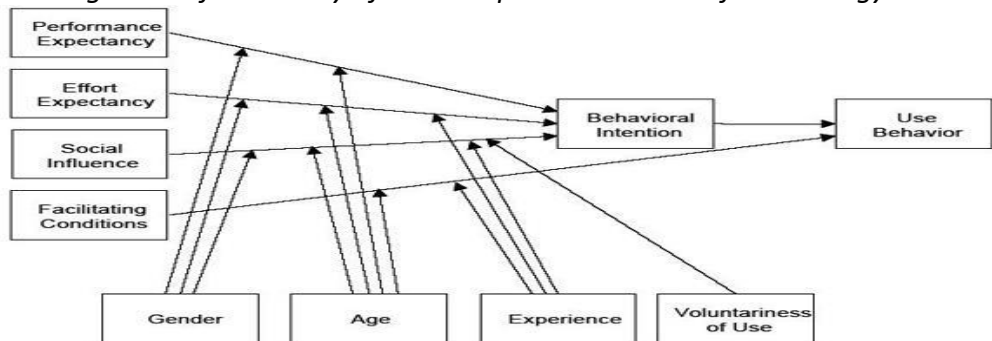 Performance
Expectancy
Effort
Expectancy
Social
Influence
Facilitating
Conditions
Behavioral
Intention
Use
Behavior
Gender
Age
Experience
Voluntariness
of Use